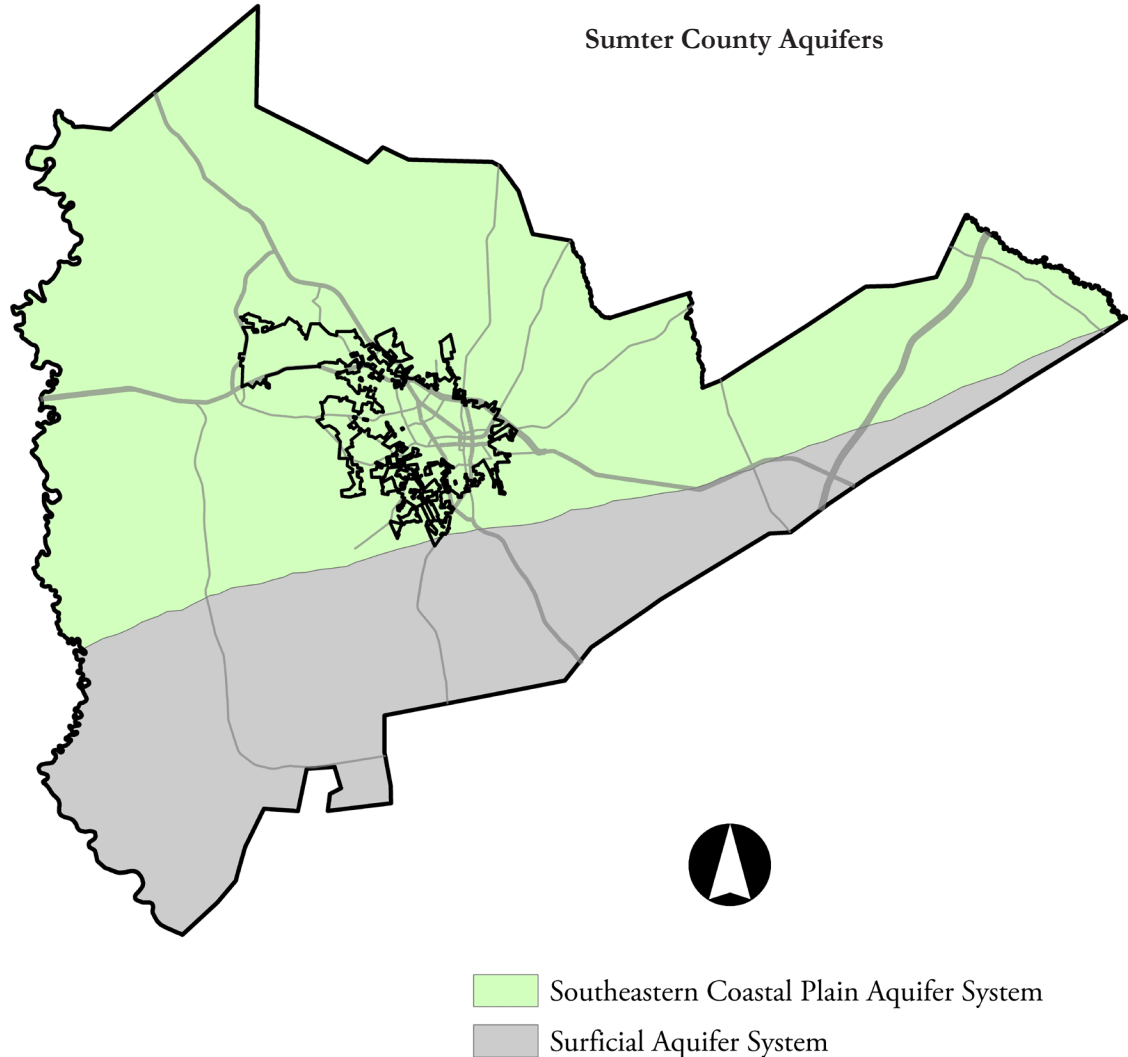 Sumter County Aquifers
Southeastern Coastal Plain Aquifer System
Surficial Aquifer System